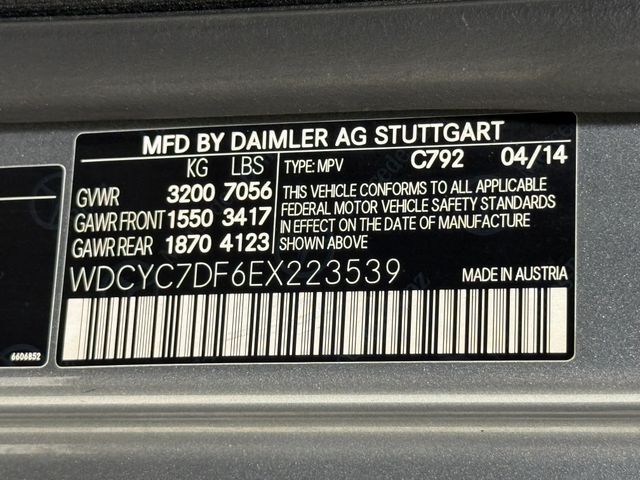 MFD BY DAIMLER AG STUTTGART
KG LBS TYPE: MPV C792 04/14
GVWR 3200 7056
GAWR FRONT 1550 3417
GAWR REAR 1870 4123
THIS VEHICLE CONFORMS TO ALL APPLICABLE
FEDERAL MOTOR VEHICLE SAFETY STANDARDS
IN EFFECT ON THE DATE OF MANUFACTURE
SHOWN ABOVE
WDCYC7DF6EX223539 MADE IN AUSTRIA
6606852